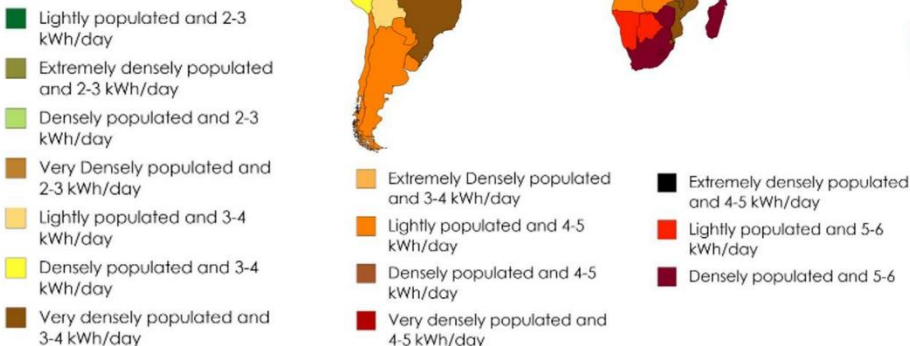 Lightly populated and 2-3
kWh/day
Extremely densely populated
and 2-3 kWh/day
Densely populated and 2-3
kWh/day
Very Densely populated and
2-3 kWh/day
Lightly populated and 3-4
kWh/day
Densely populated and 3-4
kWh/day
Very densely populated and
3-4 kWh/day
Extremely Densely populated
and 3-4 kWh/day
Lightly populated and 4-5
kWh/day
Densely populated and 4-5
kWh/day
Very densely populated and
4-5 kWh/day
Extremely densely populated
and 4-5 kWh/day
Lightly populated and 5-6
kWh/day
Densely populated and 5-6